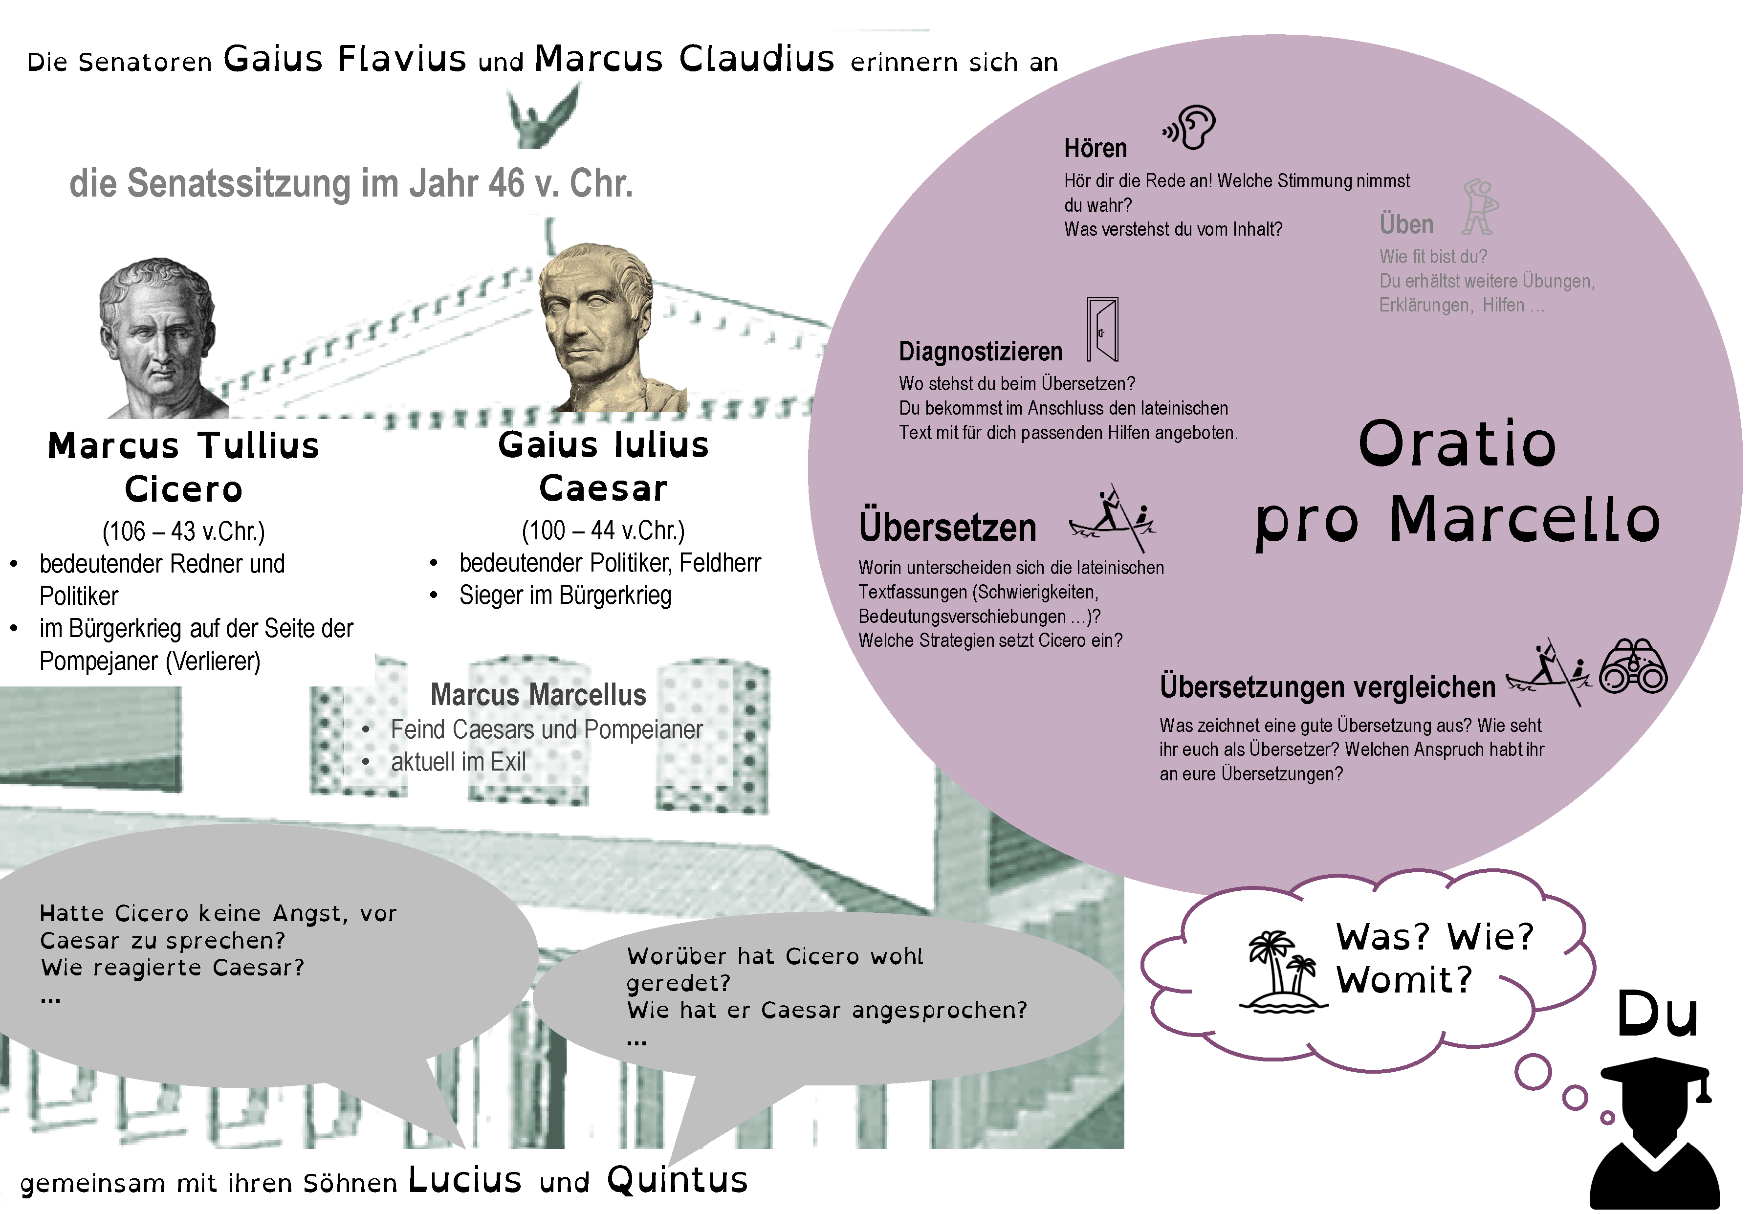 Die Senatoren Gaius Flavius und Marcus Claudius erinnern sich an
die Senatssitzung im Jahr 46 v. Chr.
Marcus Tullius
Cicero
(106 – 43 v.Chr.)
• bedeutender Redner und
Politiker
• im Bürgerkrieg auf der Seite der
Pompejaner (Verlierer)
Gaius Iulius
Caesar
(100 – 44 v.Chr.)
• bedeutender Politiker, Feldherr
• Sieger im Bürgerkrieg
Marcus Marcellus
• Feind Caesars und Pompeianer
• aktuell im Exil
Hatte Cicero keine Angst, vor
Caesar zu sprechen?
Wie reagierte Caesar?
...
Worüber hat Cicero wohl
geredet?
Wie hat er Caesar angesprochen?
...
gemeinsam mit ihren Söhnen Lucius und Quintus
Hören
Hör dir die Rede an! Welche Stimmung nimmst
du wahr?
Was verstehst du vom Inhalt?
Üben
Wie fit bist du?
Du erhältst weitere Übungen,
Erklärungen, Hilfen ...
Diagnostizieren
Wo stehst du beim Übersetzen?
Du bekommst im Anschluss den lateinischen
Text mit für dich passenden Hilfen angeboten.
Oratio
pro Marcello
Übersetzen
Worin unterscheiden sich die lateinischen
Textfassungen (Schwierigkeiten,
Bedeutungsverschiebungen ...)?
Welche Strategien setzt Cicero ein?
Übersetzungen vergleichen
Was zeichnet eine gute Übersetzung aus? Wie seht
ihr euch als Übersetzer? Welchen Anspruch habt ihr
an eure Übersetzungen?
Was? Wie?
Womit?
Du